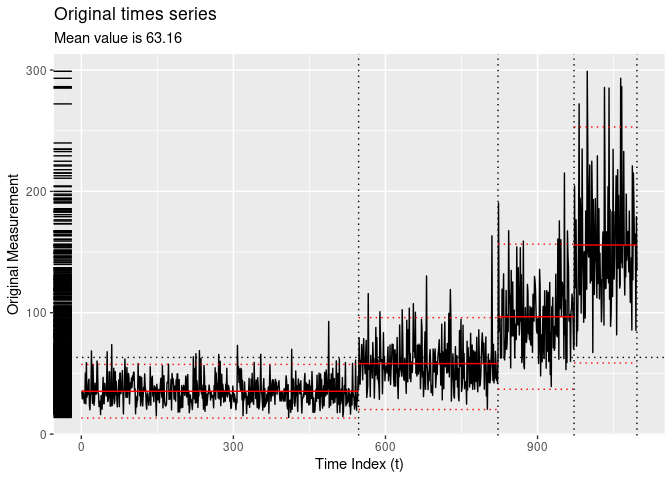 Original times series
Mean value is 63.16
300
200
100
0
Original Measurement
0
300
600
900
Time Index (t)